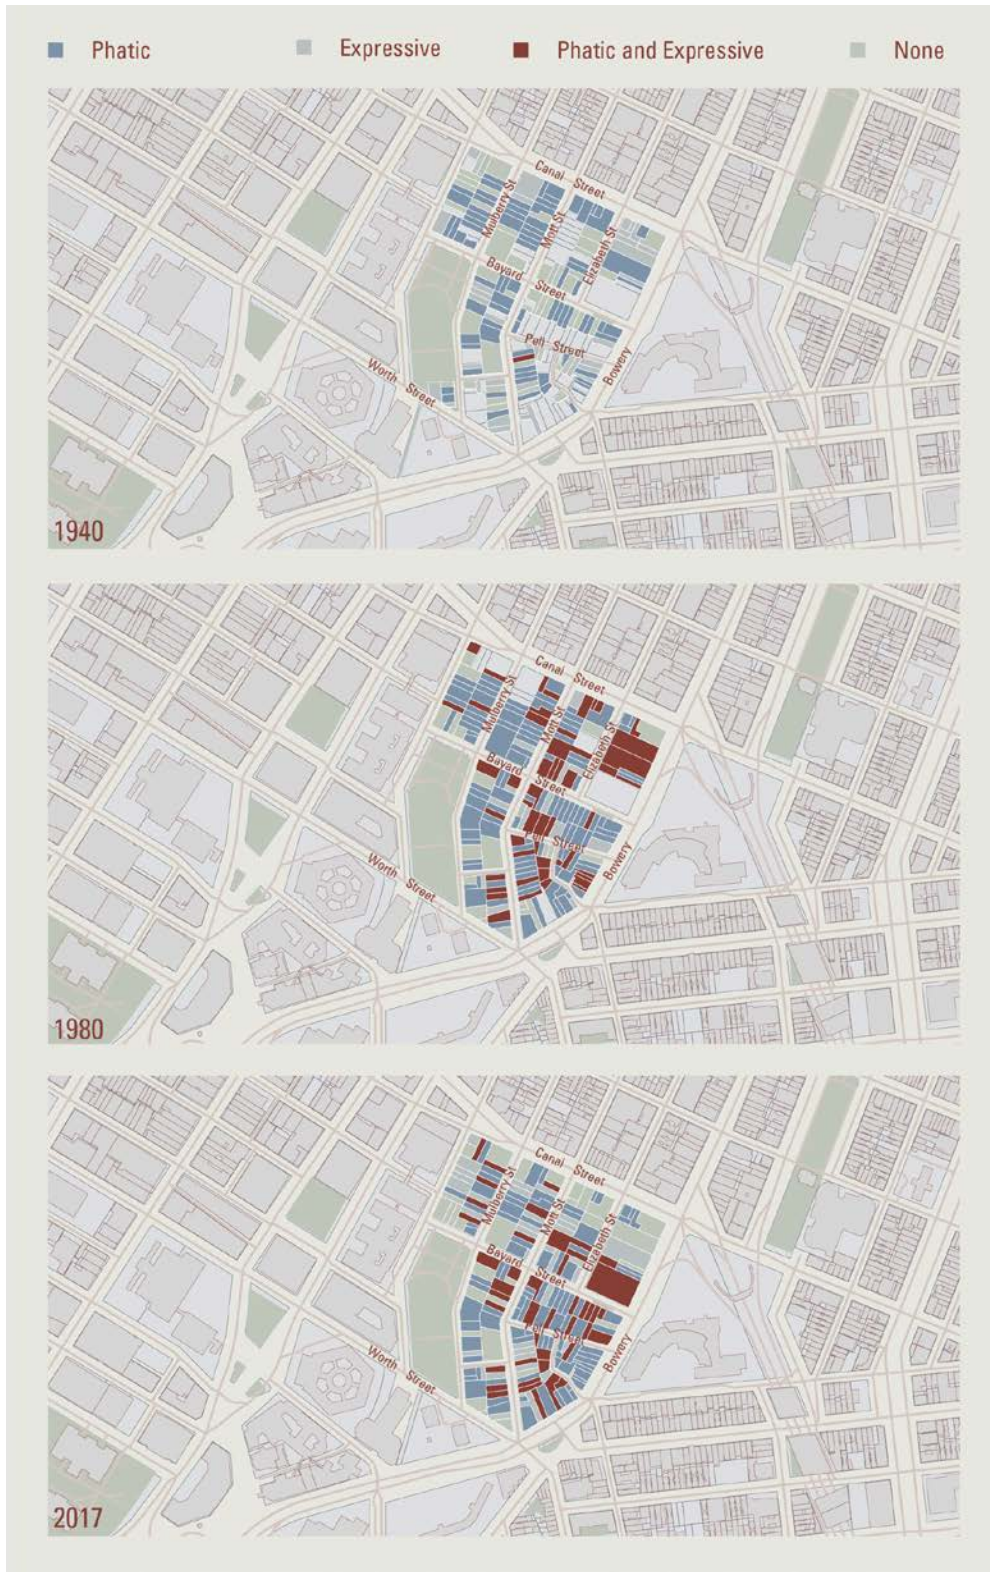 Phatic
Expressive
Phatic and Expressive
None
Canal Street
Mulberry St
Mott St
Elizabeth St
Bayard Street
Pell Street
Worth Street
Bowery
1940
Canal Street
Mulberry St
Mott St
Elizabeth St
Bayard Street
Pell Street
Worth Street
Bowery
1980
Canal Street
Mulberry St
Mott St
Elizabeth St
Bayard Street
Pell Street
Worth Street
Bowery
2017